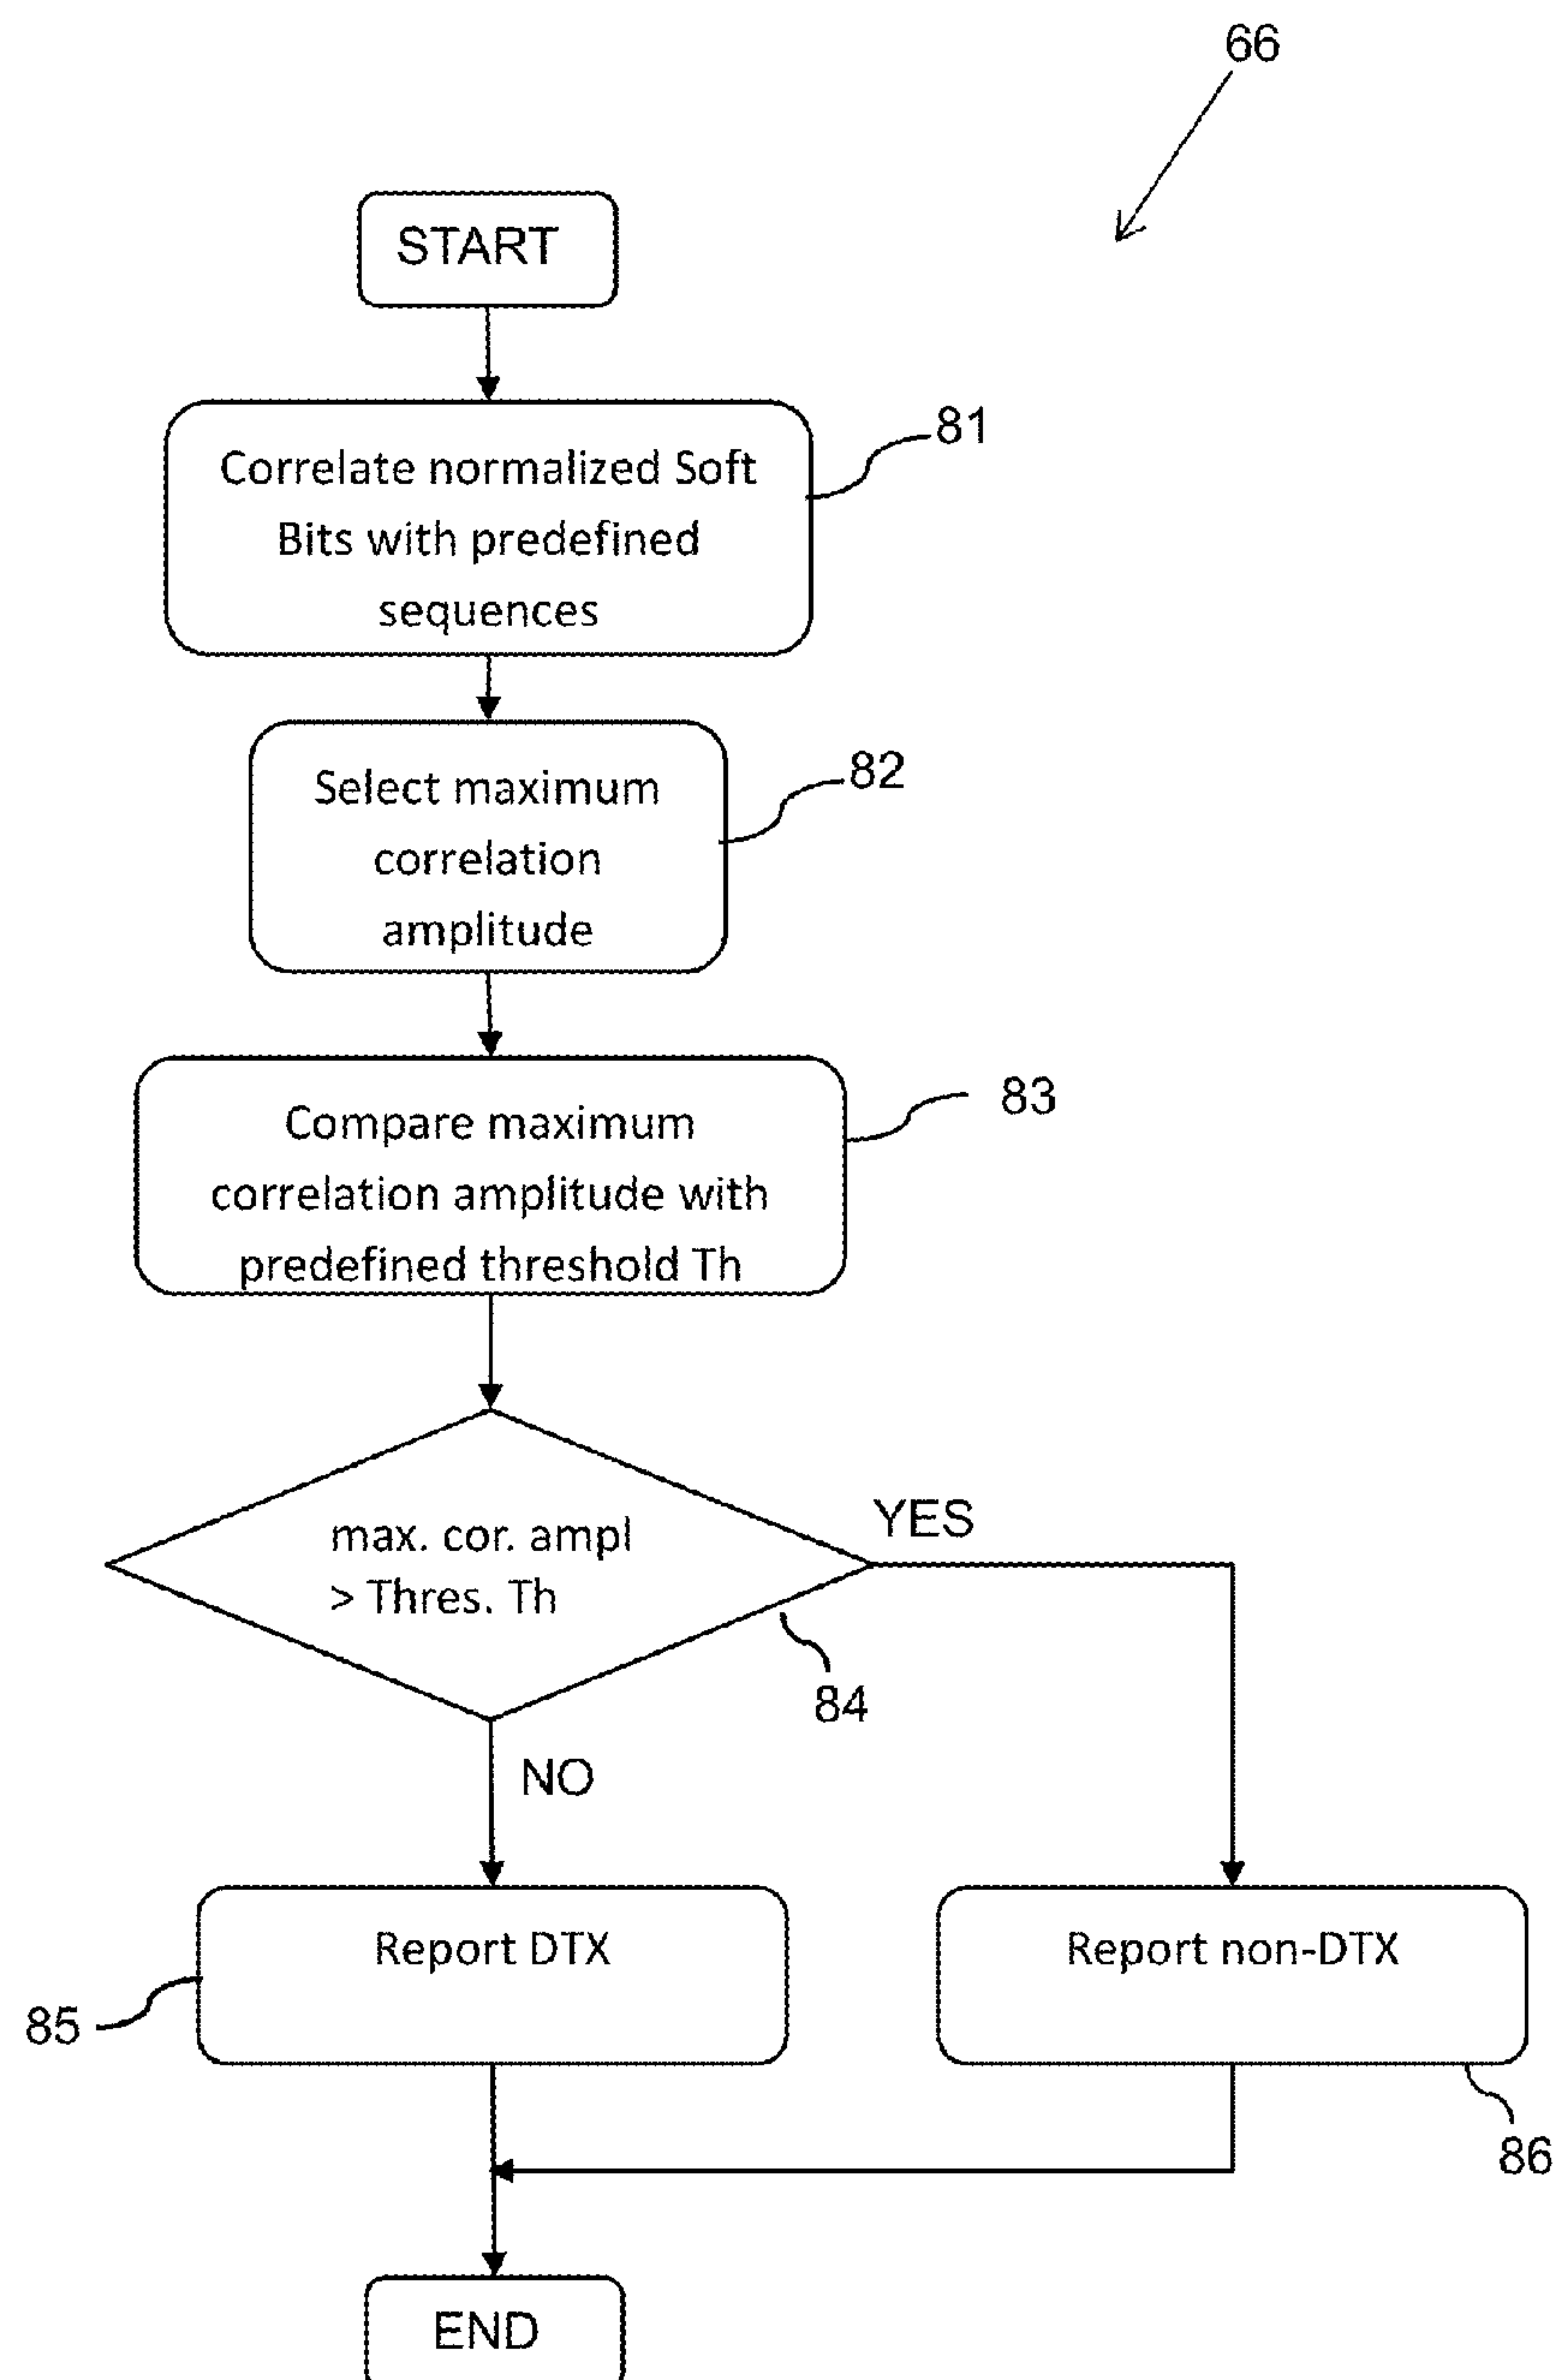 66
START
Correlate normalized Soft
Bits with predefined
sequences
81
Select maximum
correlation
amplitude
82
Compare maximum
correlation amplitude with
predefined threshold Th
83
max. cor. ampl
> Thres. Th
YES
84
NO
Report DTX
Report non-DTX
85
86
END